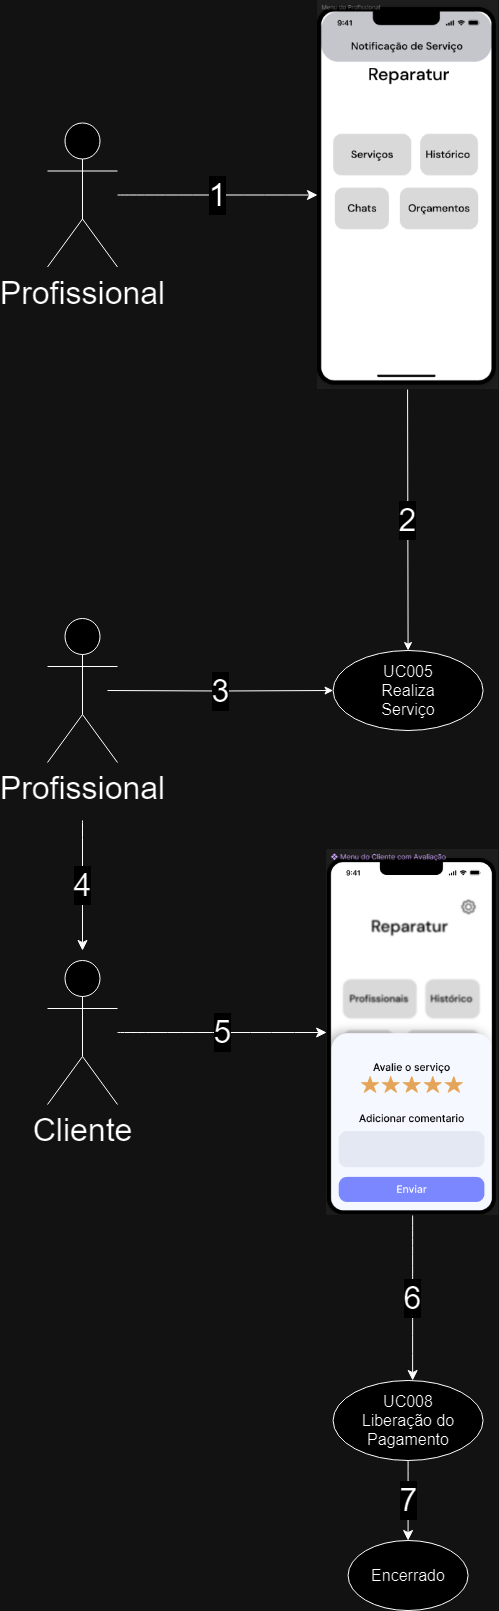 Menu do Profissional
9:41
Notificação de Serviço
Reparatur
Serviços
Histórico
Chats
Orçamentos
1
Profissional
2
UC005
Realiza
Serviço
3
Profissional
4
Menu do Cliente com Avaliação
9:41
Reparatur
Profissionais
Histórico
5
Cliente
Avalie o serviço
Adicionar comentario
Enviar
6
UC008
Liberação do
Pagamento
7
Encerrado